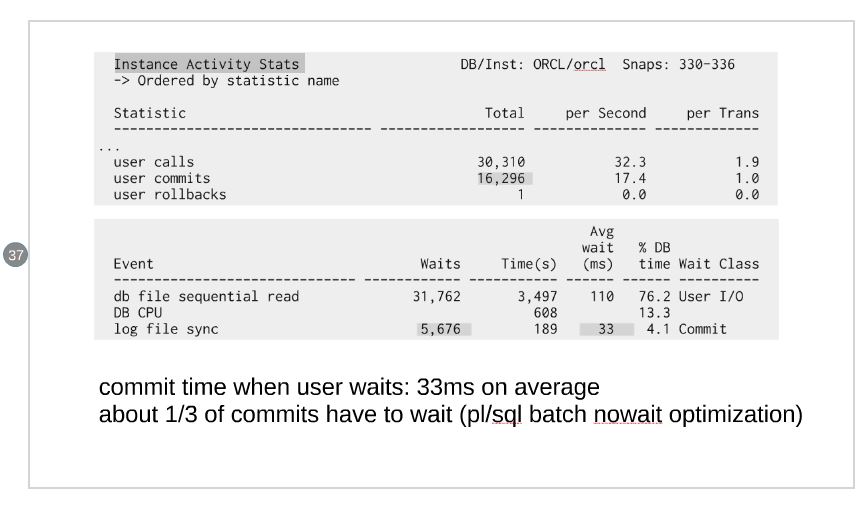 Instance Activity Stats DB/Inst: ORCL/orcl Snaps: 330-336
-> Ordered by statistic name
Statistic Total per Second per Trans
-------------------------------- ------------------ -------------- -------------
...
user calls 30,310 32.3 1.9
user commits 16,296 17.4 1.0
user rollbacks 1 0.0 0.0
37
Avg
wait % DB
Event Waits Time(s) (ms) time Wait Class
------------------------------ ------------ ----------- ------ ------ ----------
db file sequential read 31,762 3,497 110 76.2 User I/O
DB CPU 608 13.3
log file sync 5,676 189 33 4.1 Commit
commit time when user waits: 33ms on average
about 1/3 of commits have to wait (pl/sql batch nowait optimization)